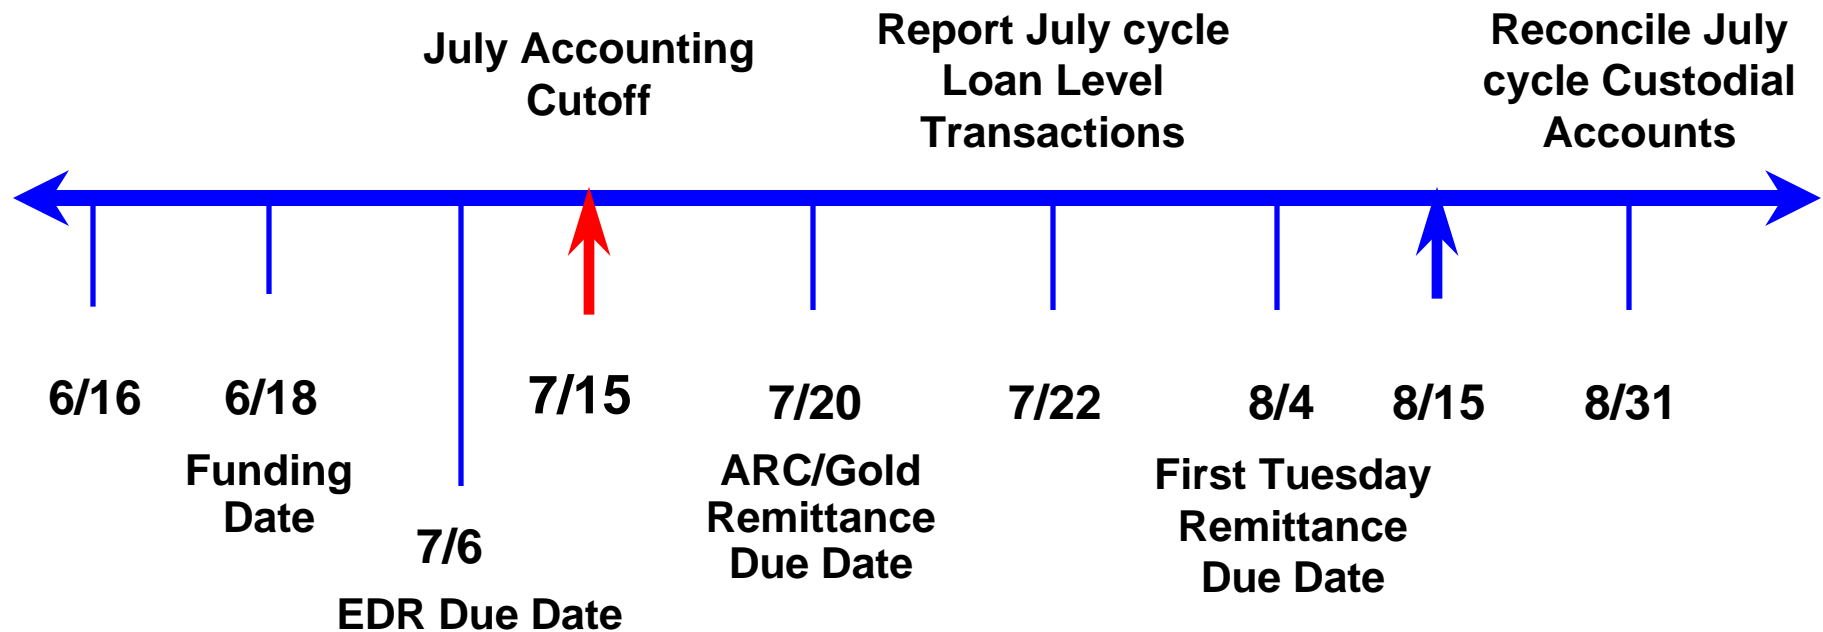 July Accounting
Cutoff
Report July cycle
Loan Level
Transactions
Reconcile July
cycle Custodial
Accounts
6/16
6/18
Funding
Date
7/6
EDR Due Date
7/15
7/20
ARC/Gold
Remittance
Due Date
7/22
8/4
First Tuesday
Remittance
Due Date
8/15
8/31